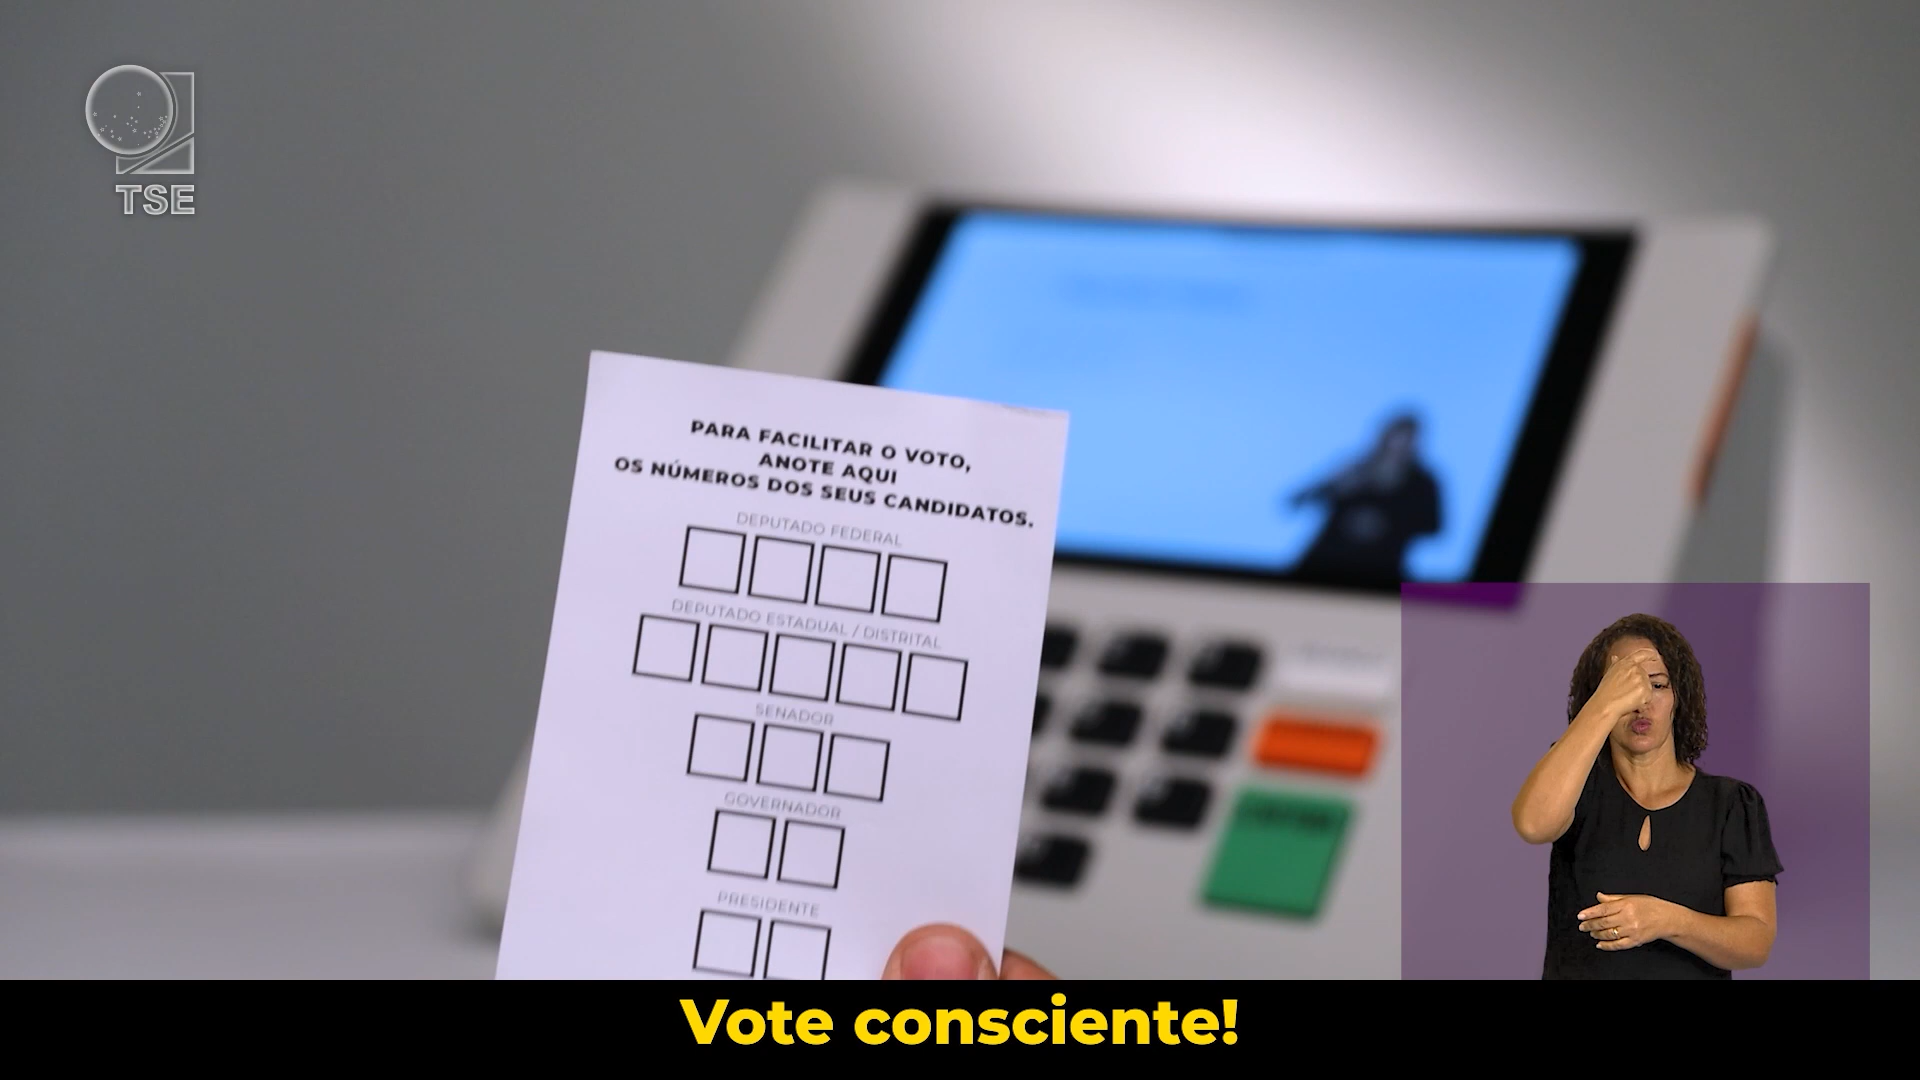 TSE
PARA FACILITAR O VOTO,
ANOTE AQUI
OS NÚMEROS DOS SEUS CANDIDATOS.
DEPUTADO FEDERAL
DEPUTADO ESTADUAL / DISTRITAL
SENADOR
GOVERNADOR
PRESIDENTE
Vote consciente!